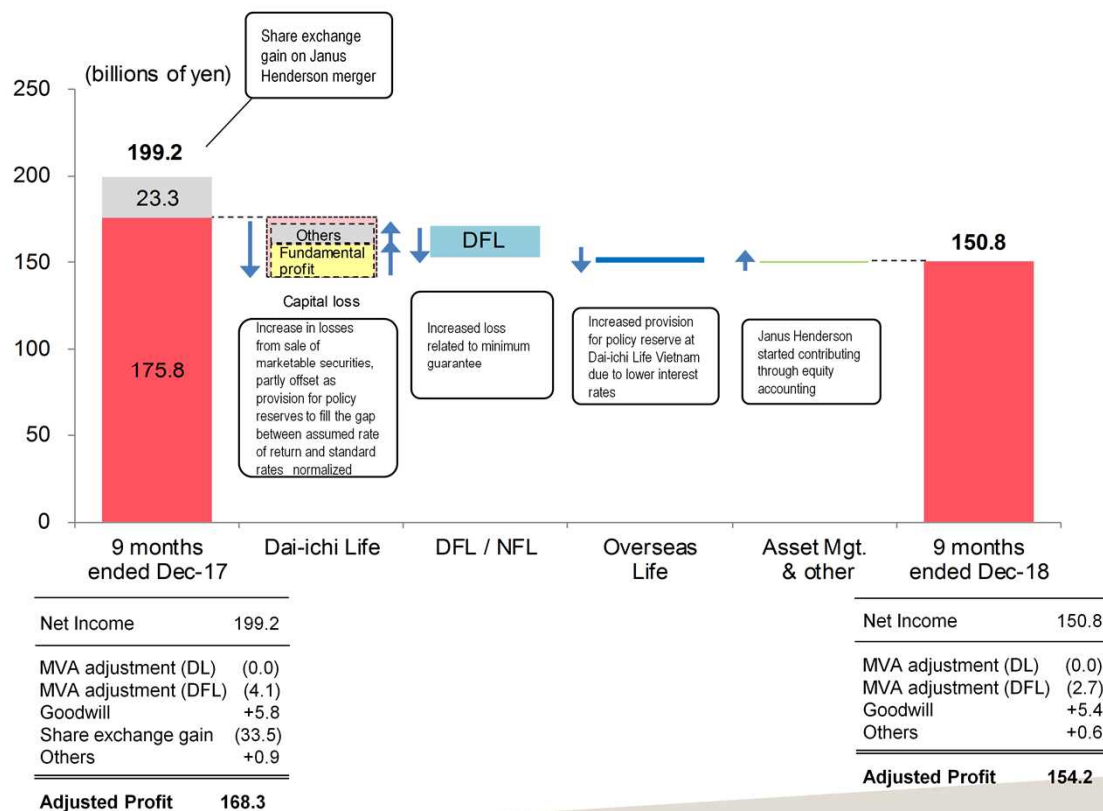 Share exchange
gain on Janus
Henderson merger
(billions of yen)
250
200
150
100
50
0
199.2
23.3
175.8
Others
Fundamental
profit
Capital loss
Increase in losses
from sale of
marketable securities,
partly offset as
provision for policy
reserves to fill the gap
between assumed rate
of return and standard
rates normalized
DFL
Increased loss
related to minimum
guarantee
Increased provision
for policy reserve at
Dai-ichi Life Vietnam
due to lower interest
rates
Janus Henderson
started contributing
through equity
accounting
150.8
9 months
ended Dec-17
Dai-ichi Life
DFL / NFL
Overseas
Life
Asset Mgt.
& other
9 months
ended Dec-18
Net Income 199.2
MVA adjustment (DL) (0.0)
MVA adjustment (DFL) (4.1)
Goodwill +5.8
Share exchange gain (33.5)
Others +0.9
Adjusted Profit 168.3
Net Income 150.8
MVA adjustment (DL) (0.0)
MVA adjustment (DFL) (2.7)
Goodwill +5.4
Others +0.6
Adjusted Profit 154.2